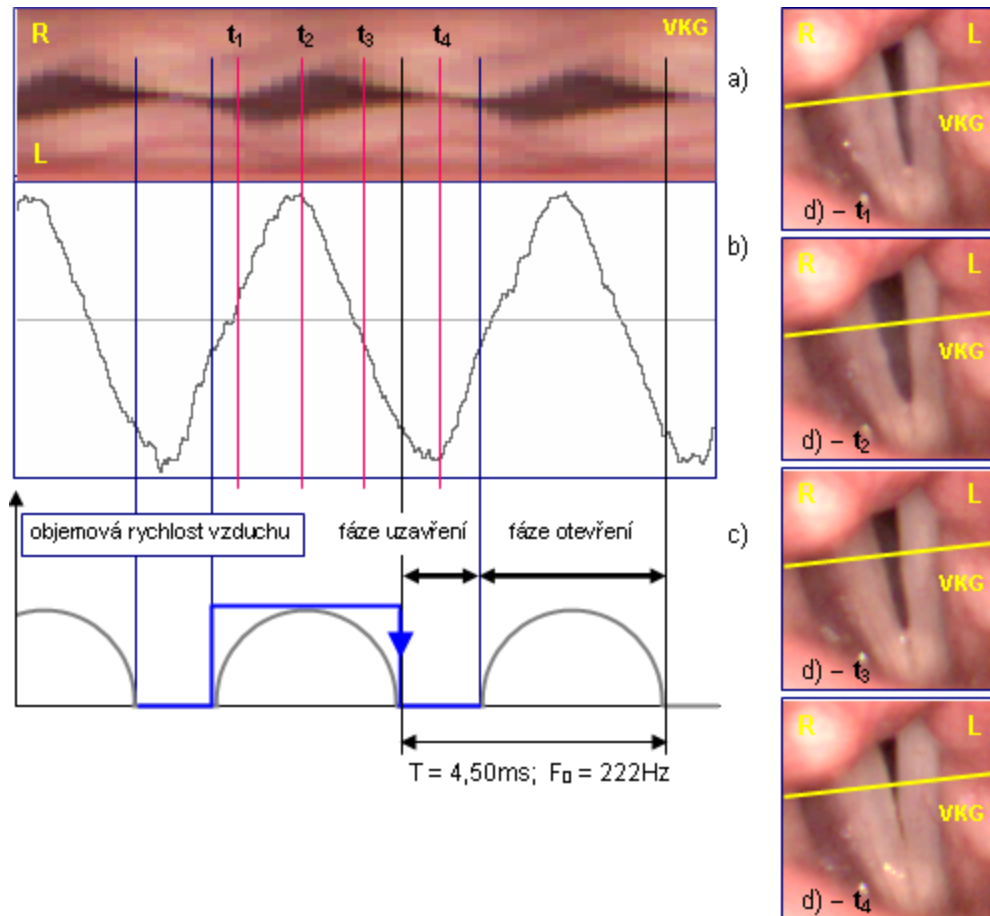 R t₁ t₂ t₃ t₄ VKG
L
a)
b)
objemová rychlost vzduchu
fáze uzavření
fáze otevření
c)
T = 4,50ms; F₀ = 222Hz
R L
VKG
d) – t₁
R L
VKG
d) – t₂
R L
VKG
d) – t₃
R L
VKG
d) – t₄